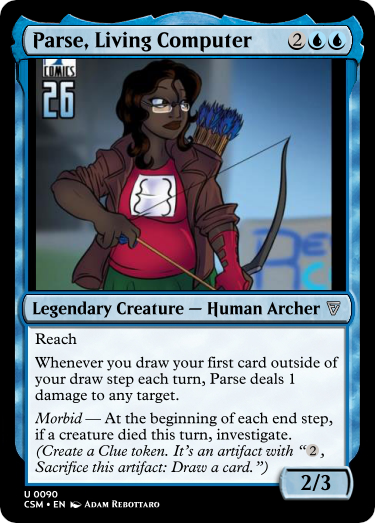 Parse, Living Computer 2
COMICS
26
Legendary Creature — Human Archer
Reach
Whenever you draw your first card outside of
your draw step each turn, Parse deals 1
damage to any target.
Morbid — At the beginning of each end step,
if a creature died this turn, investigate.
(Create a Clue token. It's an artifact with “2,
Sacrifice this artifact: Draw a card.”)
2/3
U 0090
CSM • EN Adam Rebottaro